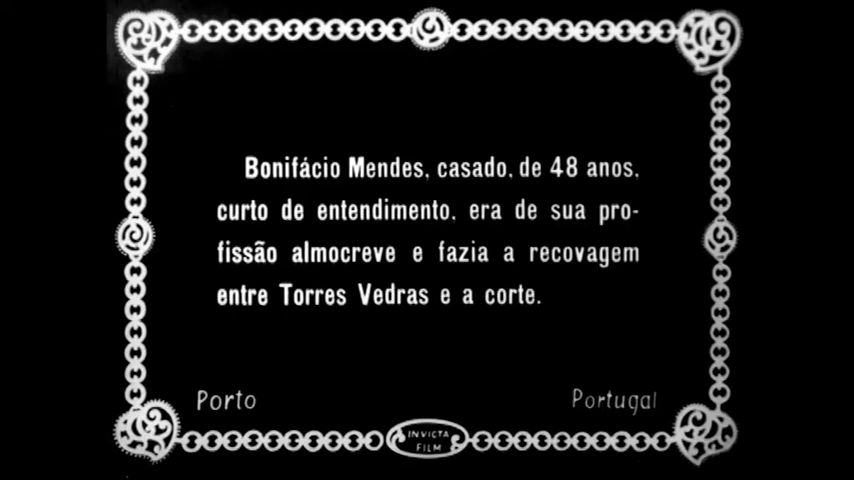 Bonifácio Mendes, casado, de 48 anos,
curto de entendimento, era de sua pro-
fissão almocreve e fazia a recovagem
entre Torres Vedras e a corte.
Porto
Portugal
INVICTA
FILM